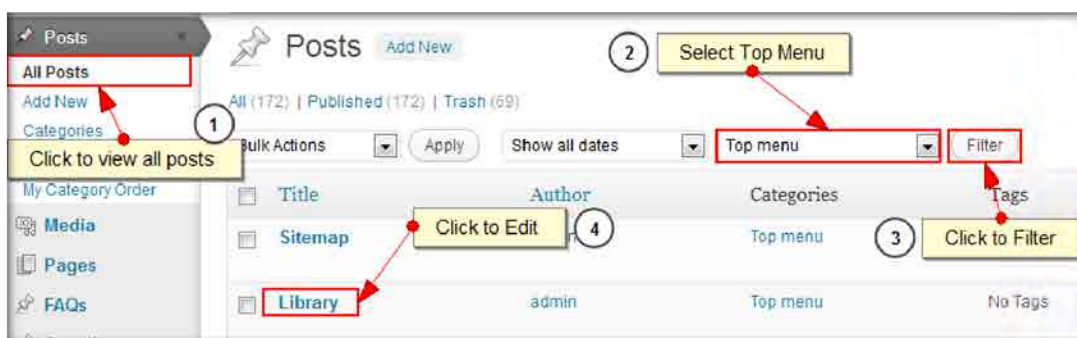 Posts
All Posts
Add New
Categories
Click to view all posts
My Category Order
Media
Pages
FAQs
Posts Add New
All (172) | Published (172) | Trash (69)
1
2
Select Top Menu
Bulk Actions Apply Show all dates Top menu Filter
Title Author Categories Tags
Sitemap Top menu
Click to Edit 4
3 Click to Filter
Library admin Top menu No Tags